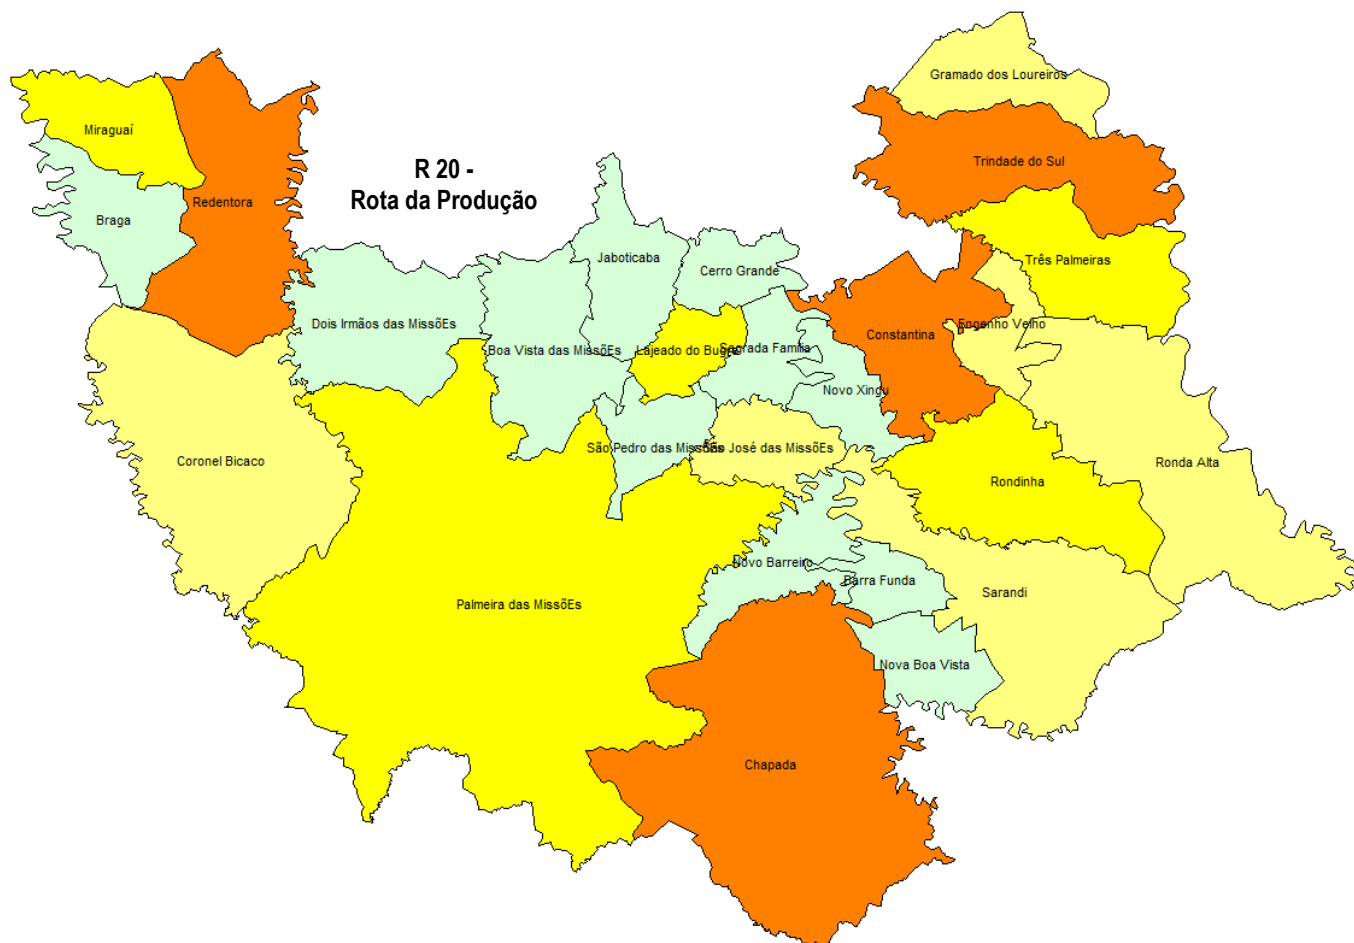 Gramado dos Loureiros
Miraguaí
R 20 -
Rota da Produção
Trindade do Sul
Redentora
Braga
Jaboticaba
Três Palmeiras
Cerro Grande
Dois Irmãos das MissõEs
Engenho Velho
Constantina
Boa Vista das MissõEs
Lajeado do Bugre
Sagrada Família
Novo Xingu
São Pedro das MissõEs
São José das MissõEs
Coronel Bicaco
Ronda Alta
Rondinha
Novo Barreiro
Barra Funda
Sarandi
Palmeira das MissõEs
Nova Boa Vista
Chapada